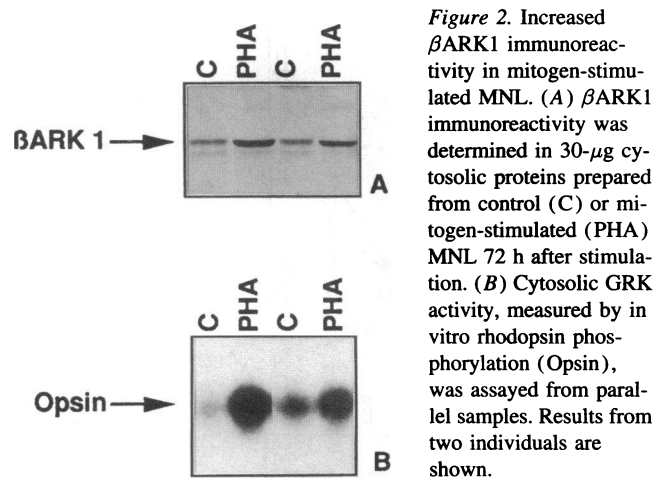 C PHA C PHA
ßARK 1
A
C PHA C PHA
Opsin
B
Figure 2. Increased
βARK1 immunoreac-
tivity in mitogen-stimu-
lated MNL. (A) βARK1
immunoreactivity was
determined in 30-μg cy-
tosolic proteins prepared
from control (C) or mi-
togen-stimulated (PHA)
MNL 72 h after stimula-
tion. (B) Cytosolic GRK
activity, measured by in
vitro rhodopsin phos-
phorylation (Opsin),
was assayed from paral-
lel samples. Results from
two individuals are
shown.